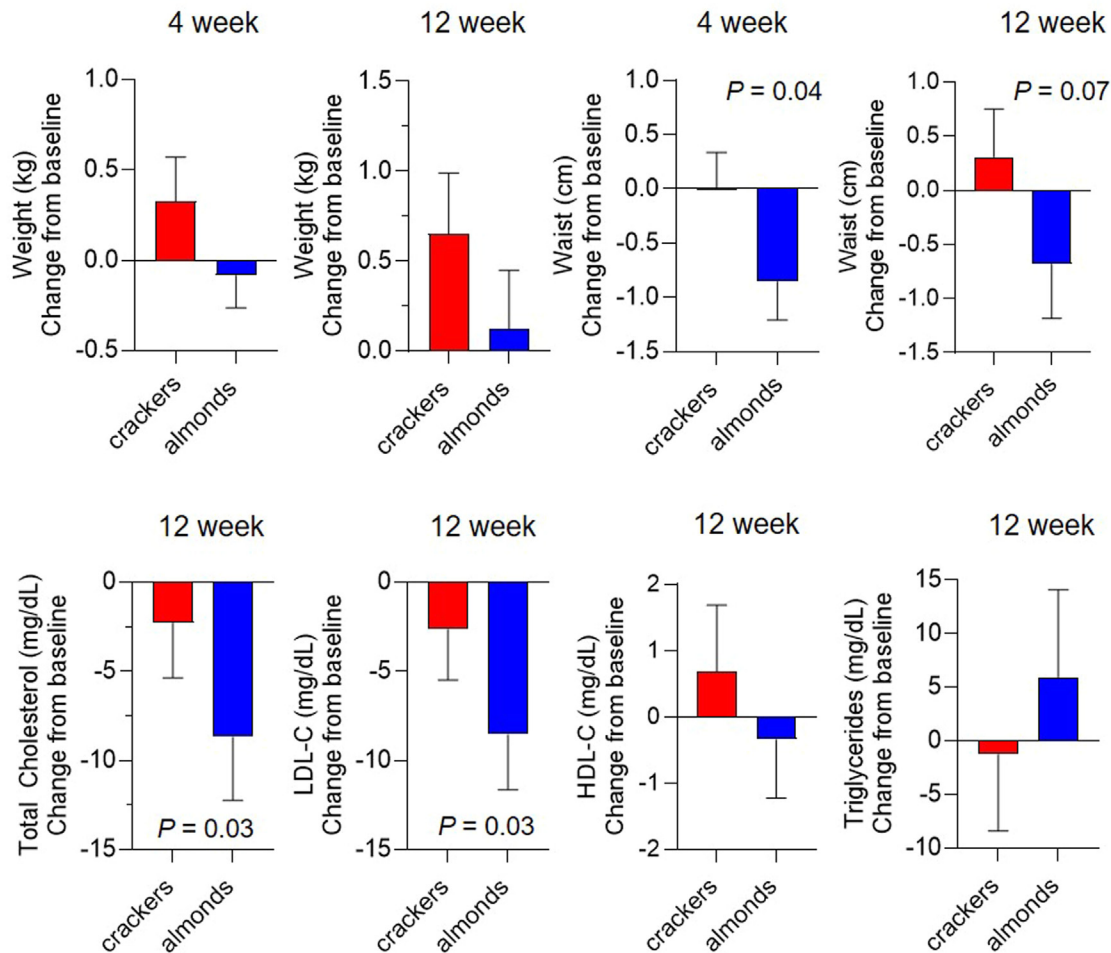 4 week
12 week
4 week
12 week
Weight (kg)
Change from baseline
1.0
0.5
0.0
-0.5
crackers
almonds
Weight (kg)
Change from baseline
1.5
1.0
0.5
0.0
crackers
almonds
Waist (cm)
Change from baseline
1.0
0.5
0.0
-0.5
-1.0
-1.5
P = 0.04
crackers
almonds
Waist (cm)
Change from baseline
1.0
0.5
0.0
-0.5
-1.0
-1.5
P = 0.07
crackers
almonds
12 week
12 week
12 week
12 week
Total Cholesterol (mg/dL)
Change from baseline
0
-5
-10
-15
P = 0.03
crackers
almonds
LDL-C (mg/dL)
Change from baseline
0
-5
-10
-15
P = 0.03
crackers
almonds
HDL-C (mg/dL)
Change from baseline
2
1
0
-1
-2
crackers
almonds
Triglycerides (mg/dL)
Change from baseline
15
10
5
0
-5
-10
crackers
almonds